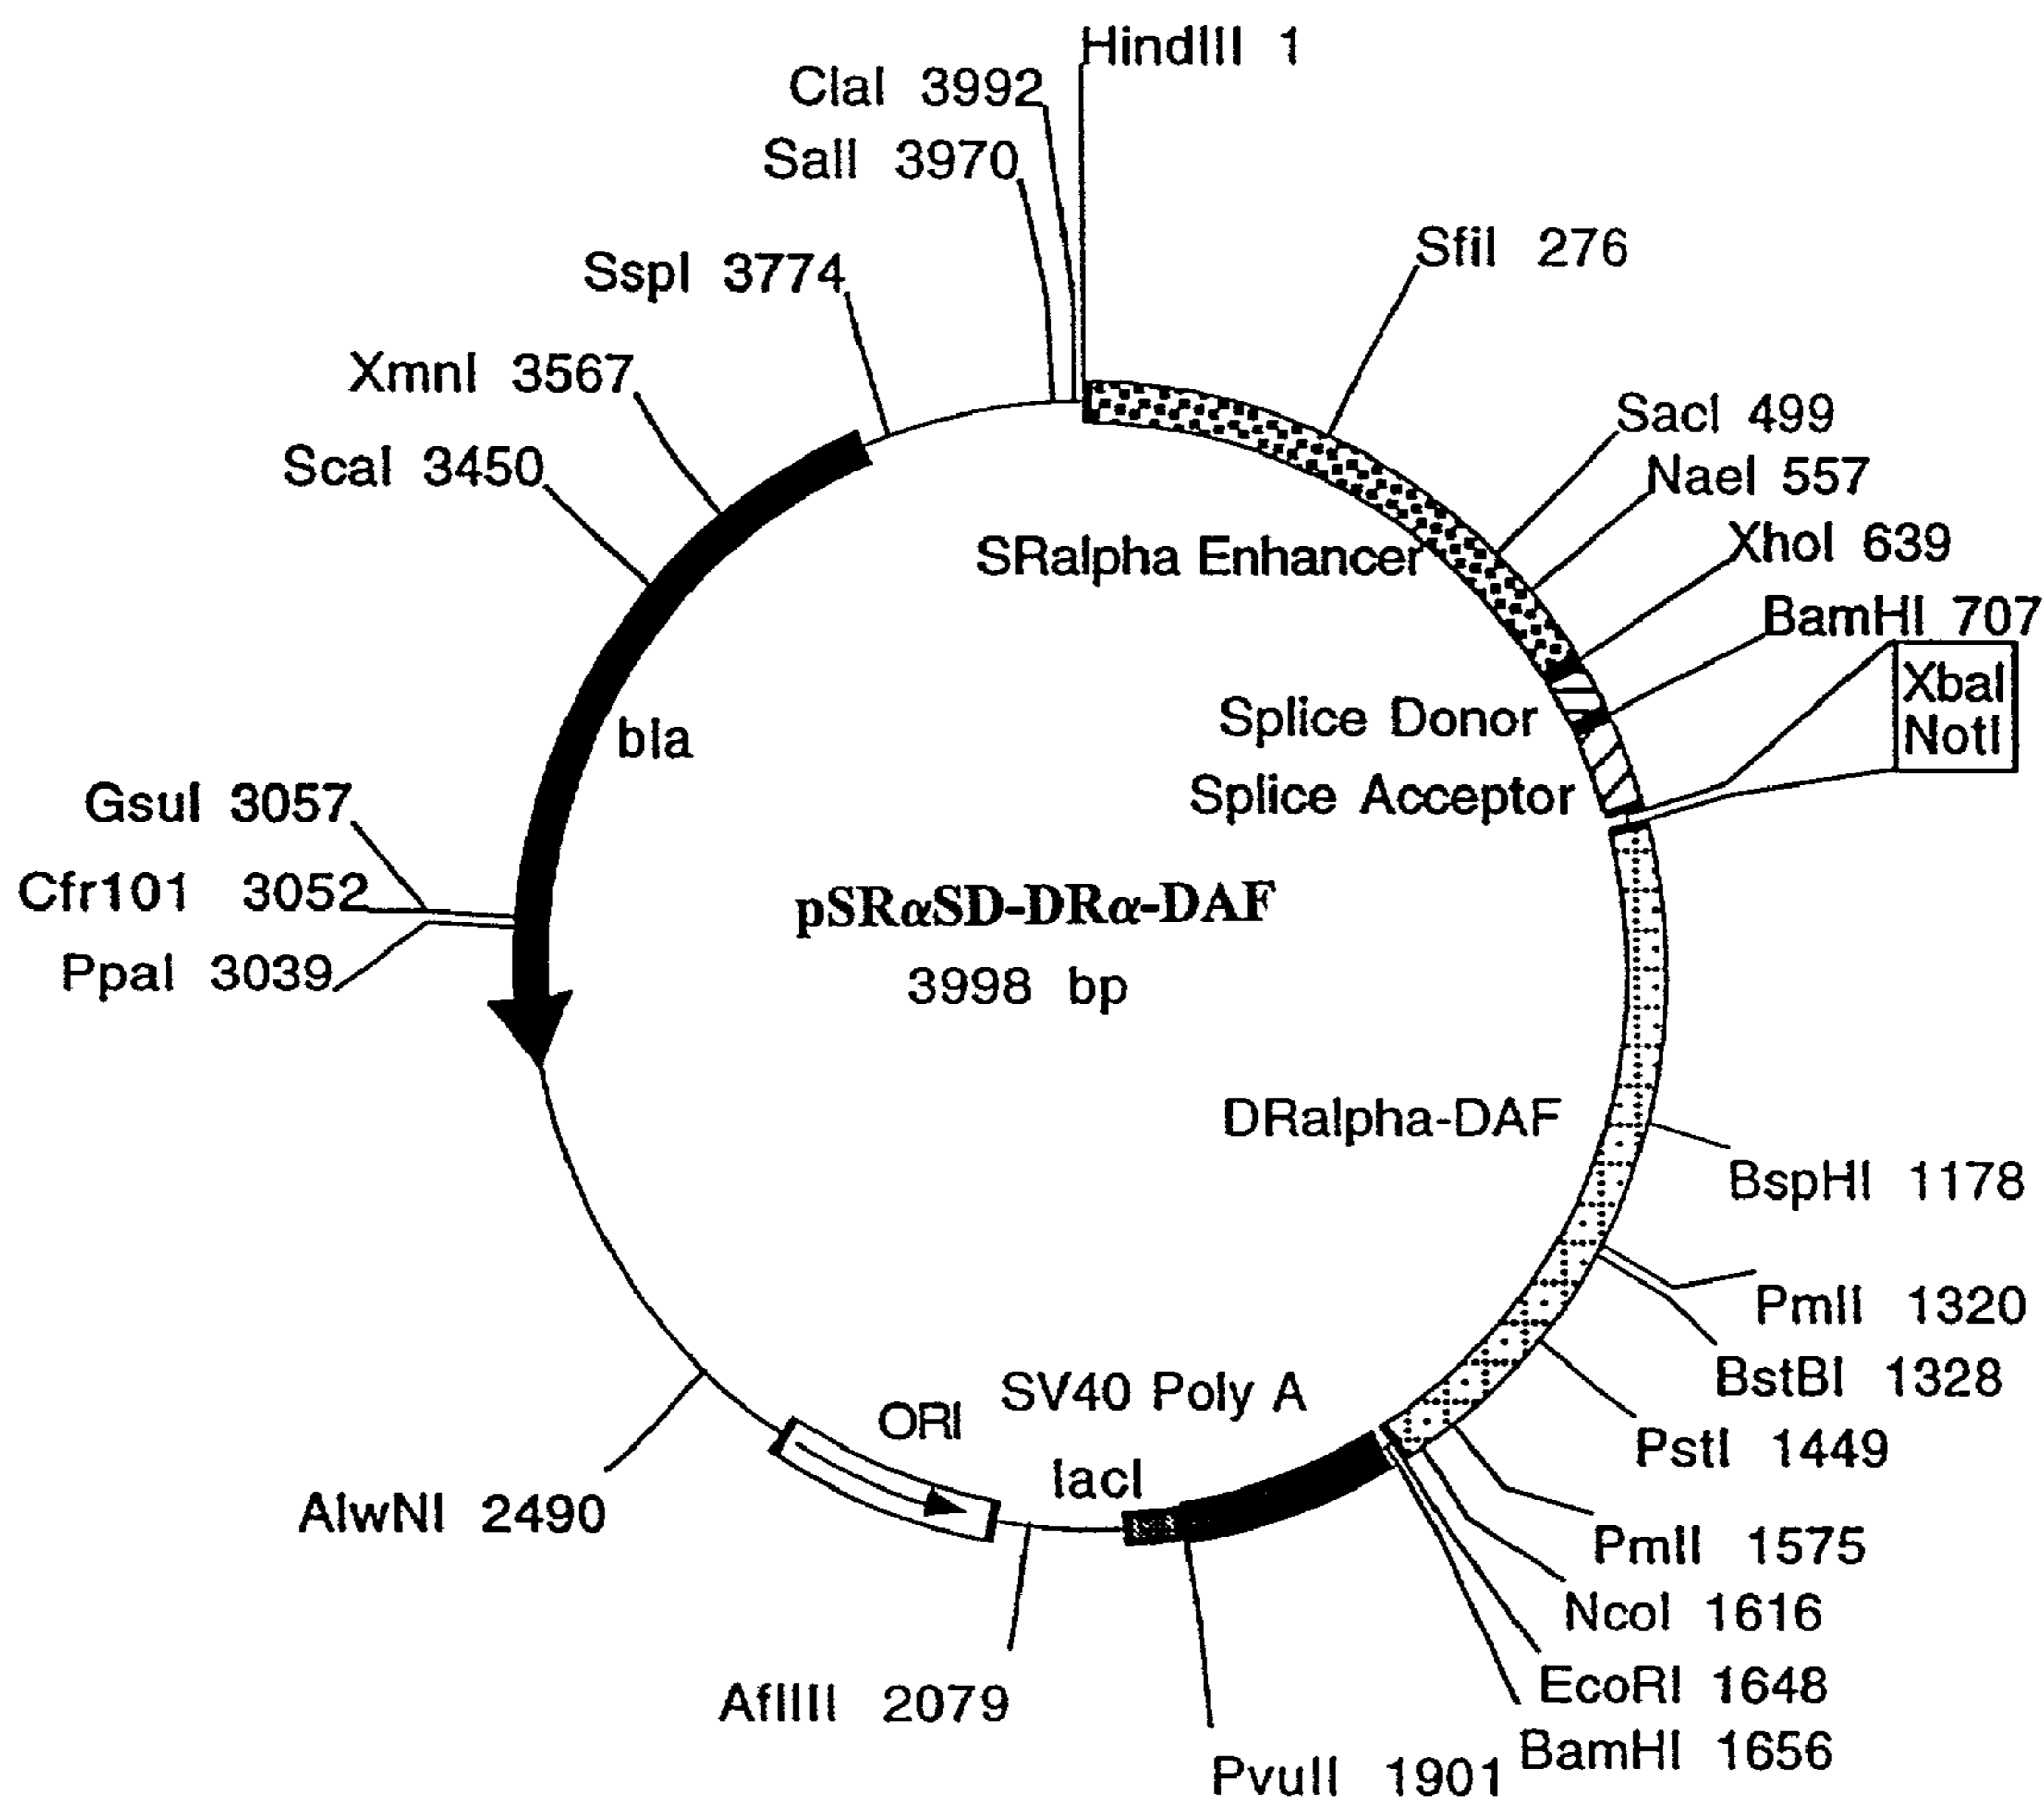 HindIII 1
ClaI 3992
SalI 3970
SspI 3774
XmnI 3567
ScaI 3450
SfiI 276
SacI 499
NaeI 557
XhoI 639
BamHI 707
XbaI
NotI
SRalpha Enhancer
Splice Donor
Splice Acceptor
bla
GsuI 3057
Cfr101 3052
PpaI 3039
pSRαSD-DRα-DAF
3998 bp
DRalpha-DAF
BspHI 1178
PmlI 1320
BstBI 1328
PstI 1449
PmlI 1575
NcoI 1616
EcoRI 1648
BamHI 1656
PvuII 1901
SV40 Poly A
lacI
ORI
AlwNI 2490
AflIII 2079